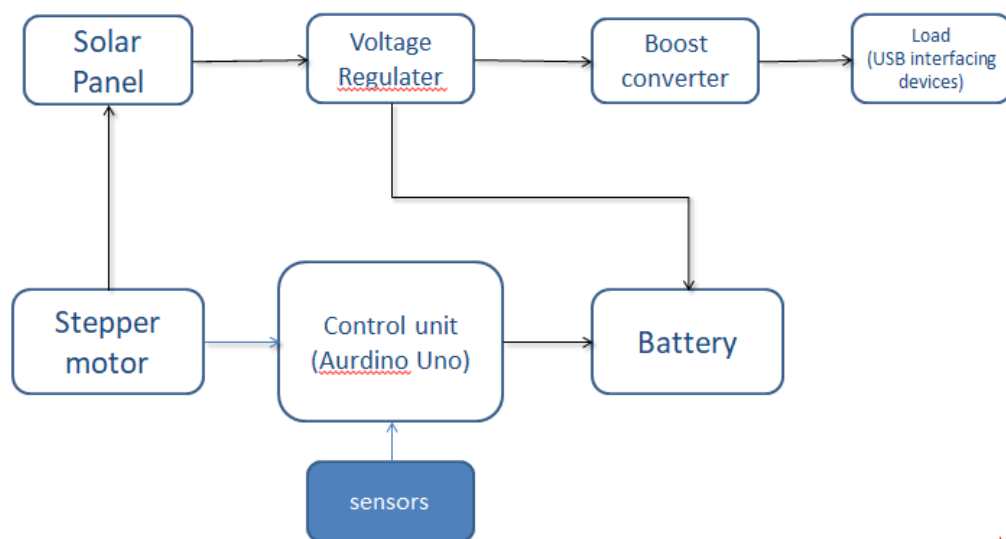 Solar
Panel
Voltage
Regulater
Boost
converter
Load
(USB interfacing
devices)
Stepper
motor
Control unit
(Aurdino Uno)
Battery
sensors